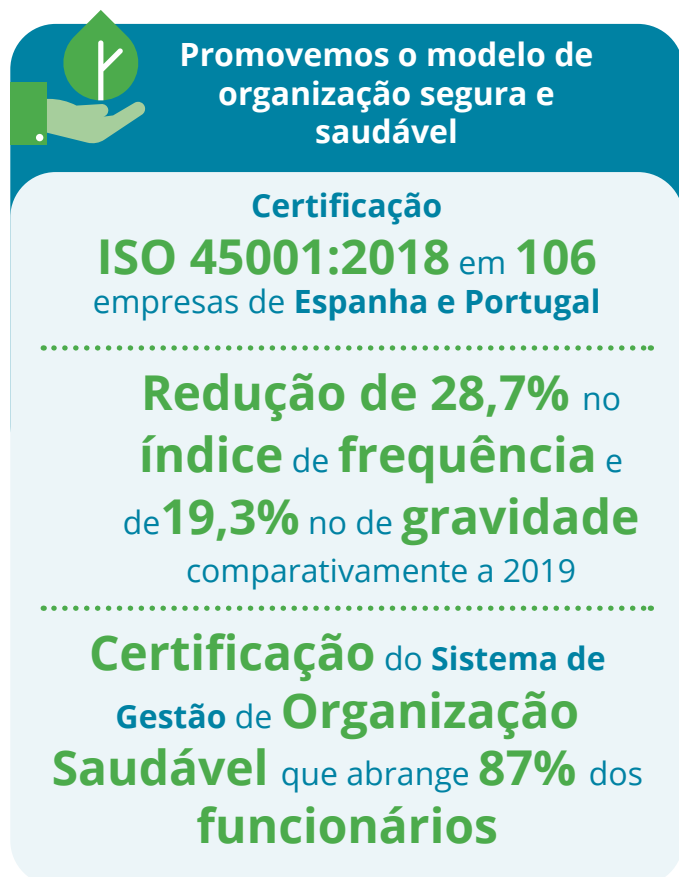 Promovemos o modelo de
organização segura e
saudável
Certificação
ISO 45001:2018 em 106
empresas de Espanha e Portugal
Redução de 28,7% no
índice de frequência e
de19,3% no de gravidade
comparativamente a 2019
Certificação do Sistema de
Gestão de Organização
Saudável que abrange 87% dos
funcionários